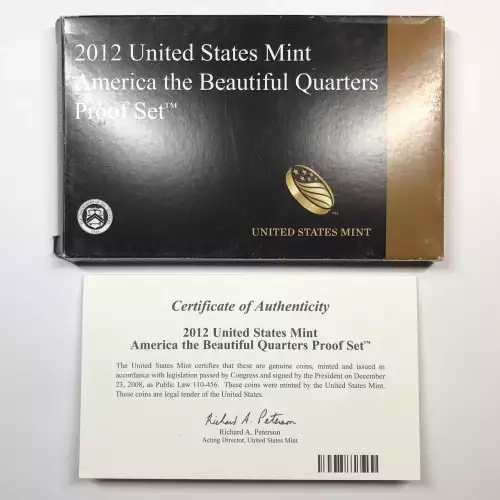 2012 United States Mint
America the Beautiful Quarters
Proof Set™
UNITED STATES MINT
Certificate of Authenticity
2012 United States Mint
America the Beautiful Quarters Proof Set™
The United States Mint certifies that these are genuine coins, minted and issued in
accordance with legislation passed by Congress and signed by the President on December
23, 2008, as Public Law 110-456. These coins were minted by the United States Mint.
These coins are legal tender of the United States.
Richard A. Peterson
Richard A. Peterson
Acting Director, United States Mint